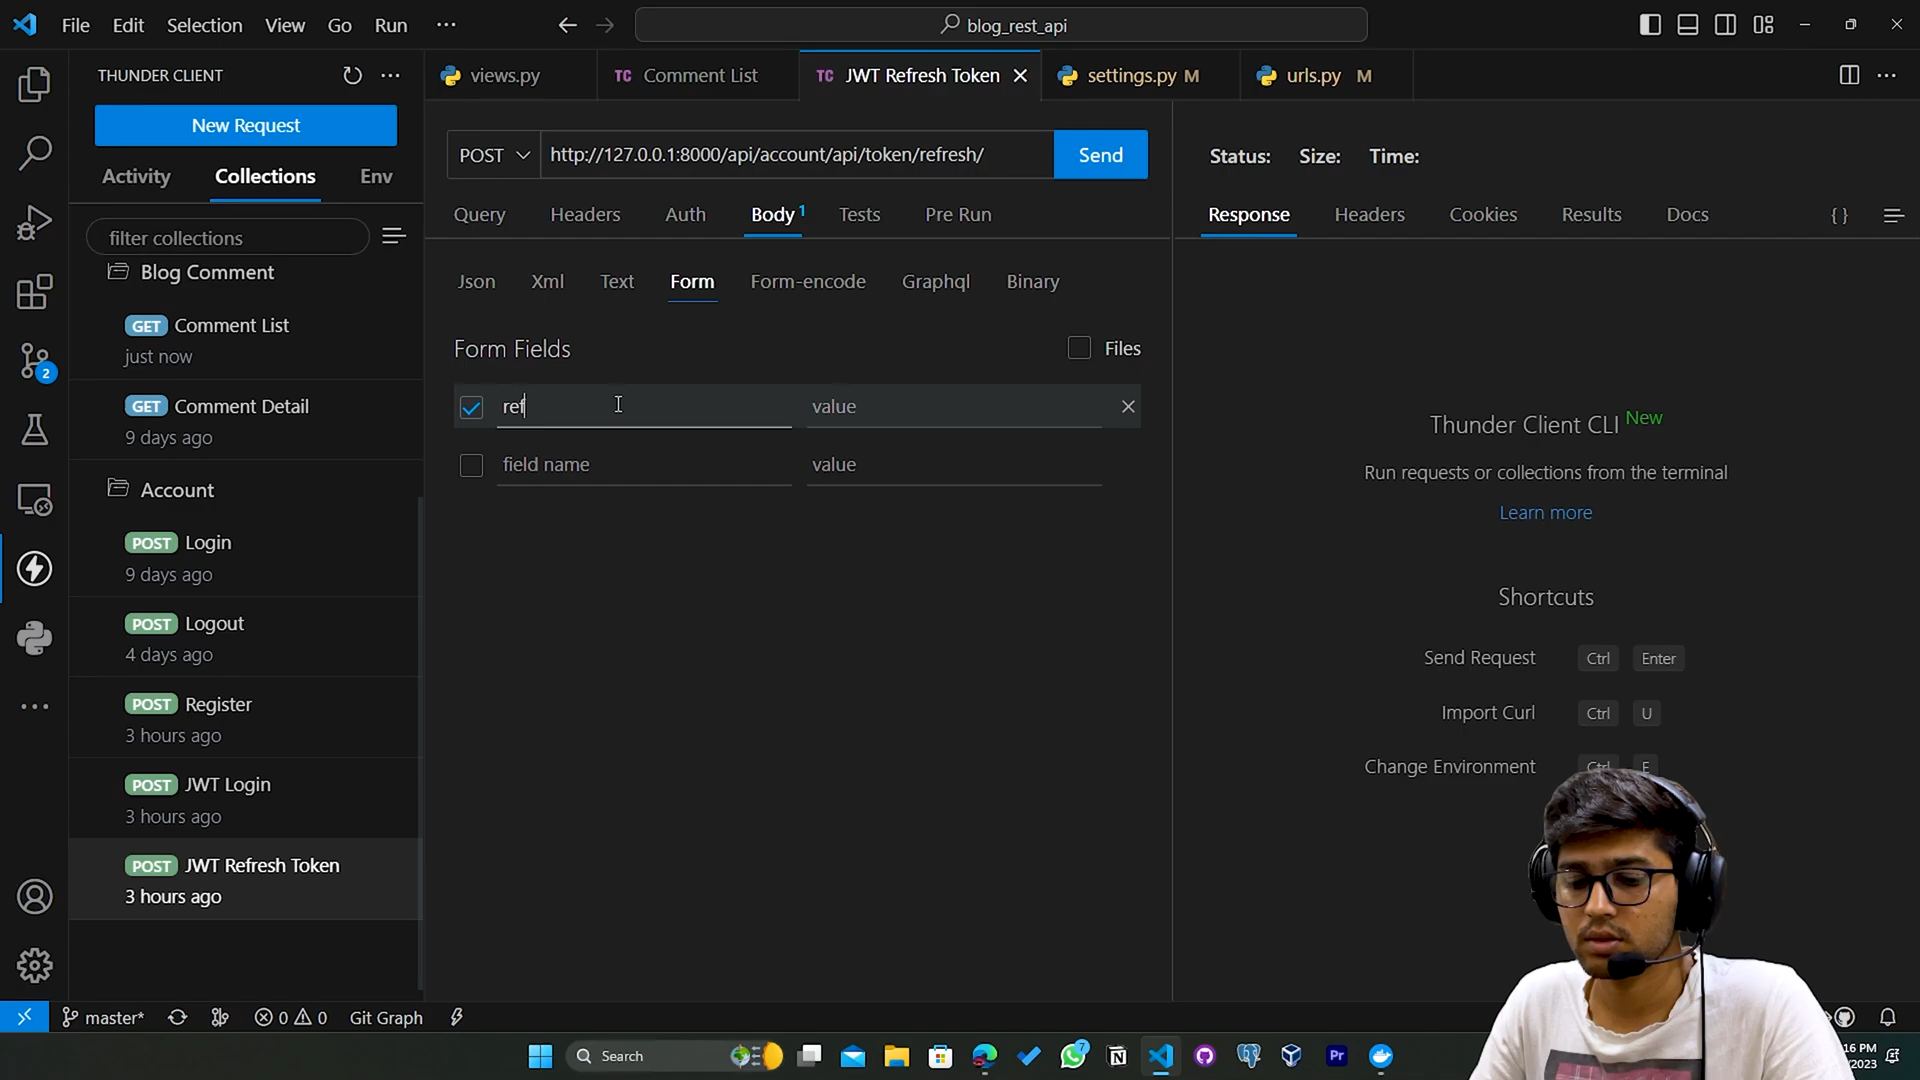 File Edit Selection View Go Run ··· blog_rest_api
THUNDER CLIENT
New Request
Activity Collections Env
filter collections
Blog Comment
GET Comment List
just now
GET Comment Detail
9 days ago
Account
POST Login
9 days ago
POST Logout
4 days ago
POST Register
3 hours ago
POST JWT Login
3 hours ago
POST JWT Refresh Token
3 hours ago
2
views.py TC Comment List TC JWT Refresh Token settings.py M urls.py M
POST http://127.0.0.1:8000/api/account/api/token/refresh/ Send
Query Headers Auth Body 1 Tests Pre Run
Json Xml Text Form Form-encode Graphql Binary
Form Fields Files
ref value
field name value
Status: Size: Time:
Response Headers Cookies Results Docs { }
Thunder Client CLI New
Run requests or collections from the terminal
Learn more
Shortcuts
Send Request Ctrl Enter
Import Curl Ctrl U
Change Environment Ctrl E
master* 0 0 Git Graph
Search 7 Pr
16 PM
/2023